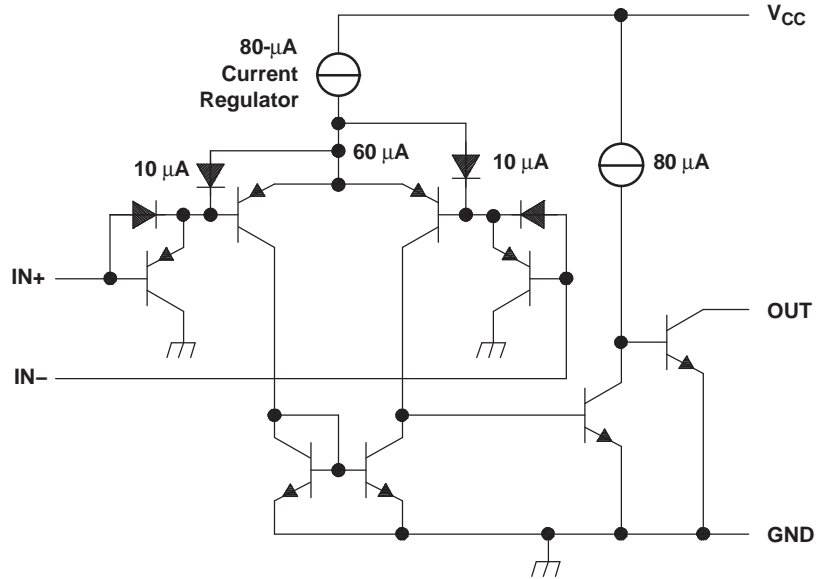 V_CC
80-μA
Current
Regulator
60 μA
10 μA
10 μA
80 μA
IN+
OUT
IN−
GND